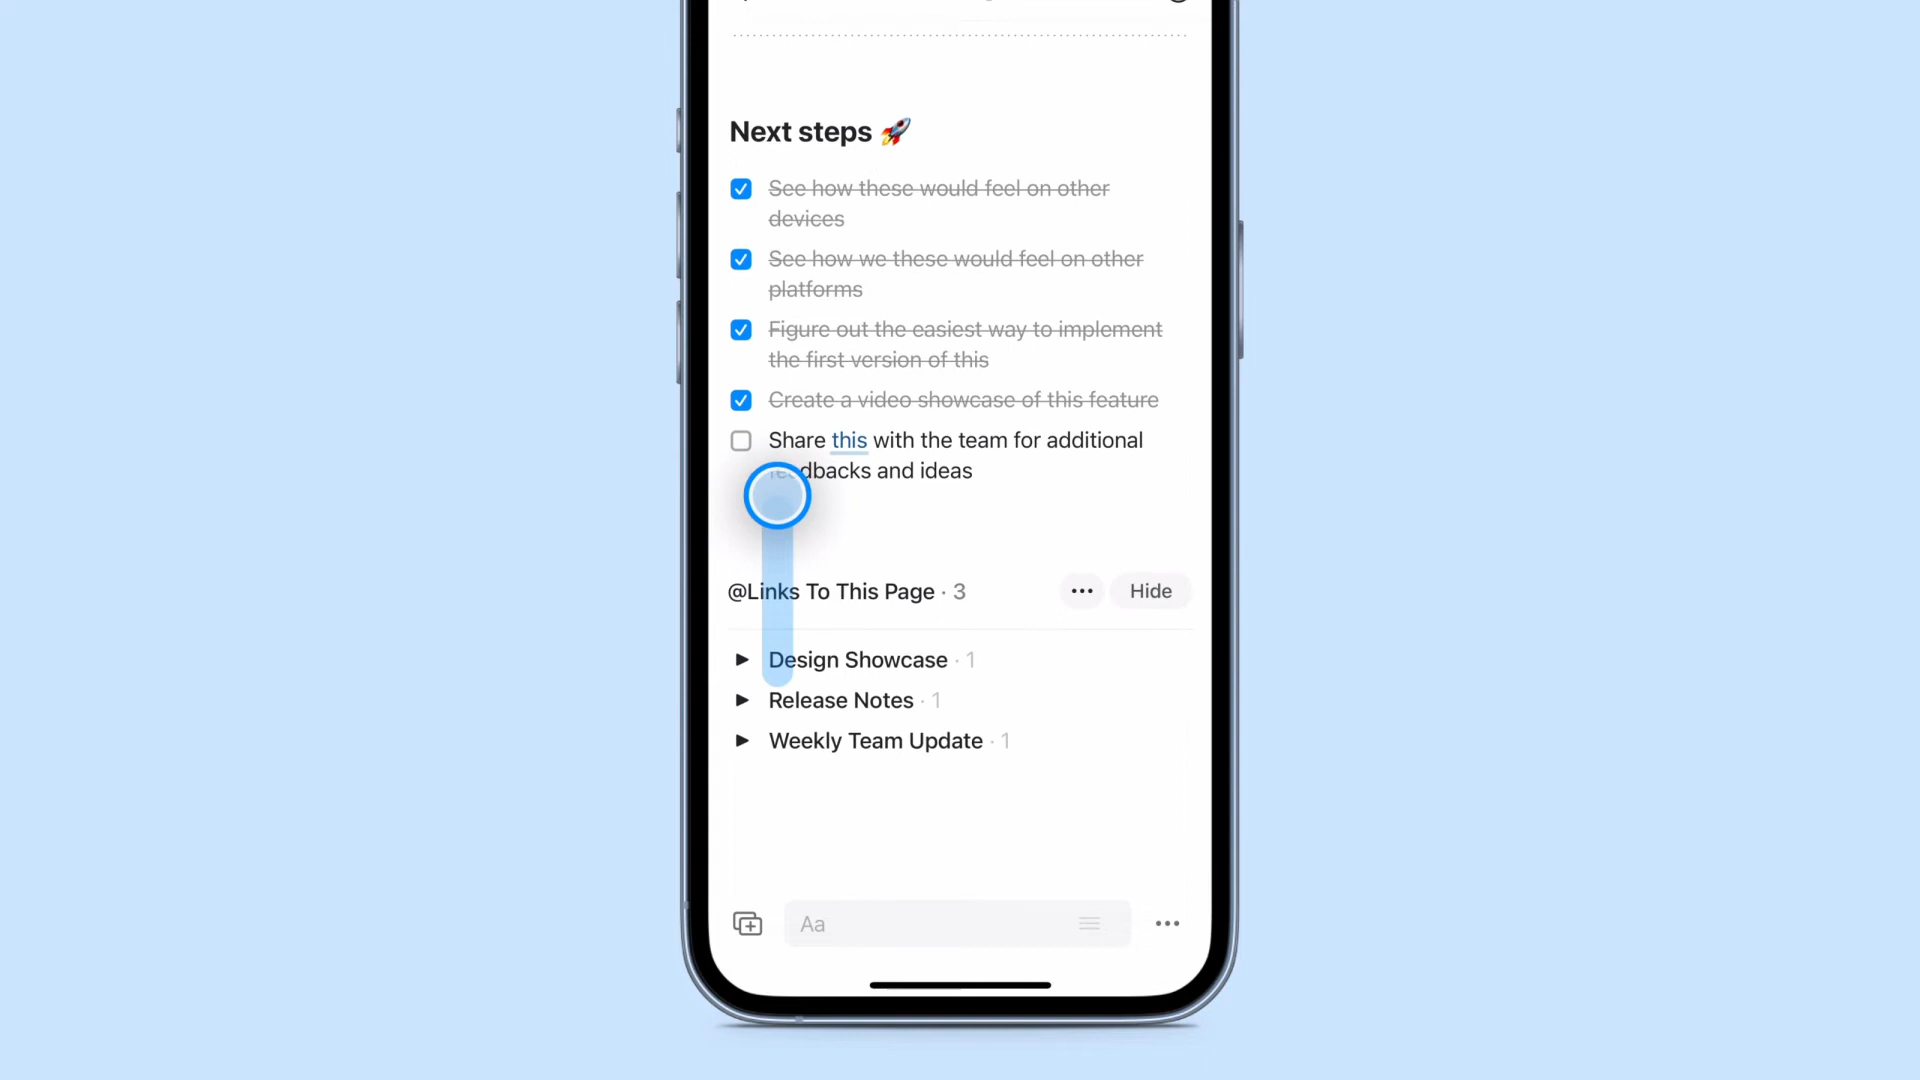 Next steps 🚀
See how these would feel on other
devices
See how we these would feel on other
platforms
Figure out the easiest way to implement
the first version of this
Create a video showcase of this feature
Share this with the team for additional
feedbacks and ideas
@Links To This Page · 3
Hide
Design Showcase · 1
Release Notes · 1
Weekly Team Update · 1
Aa